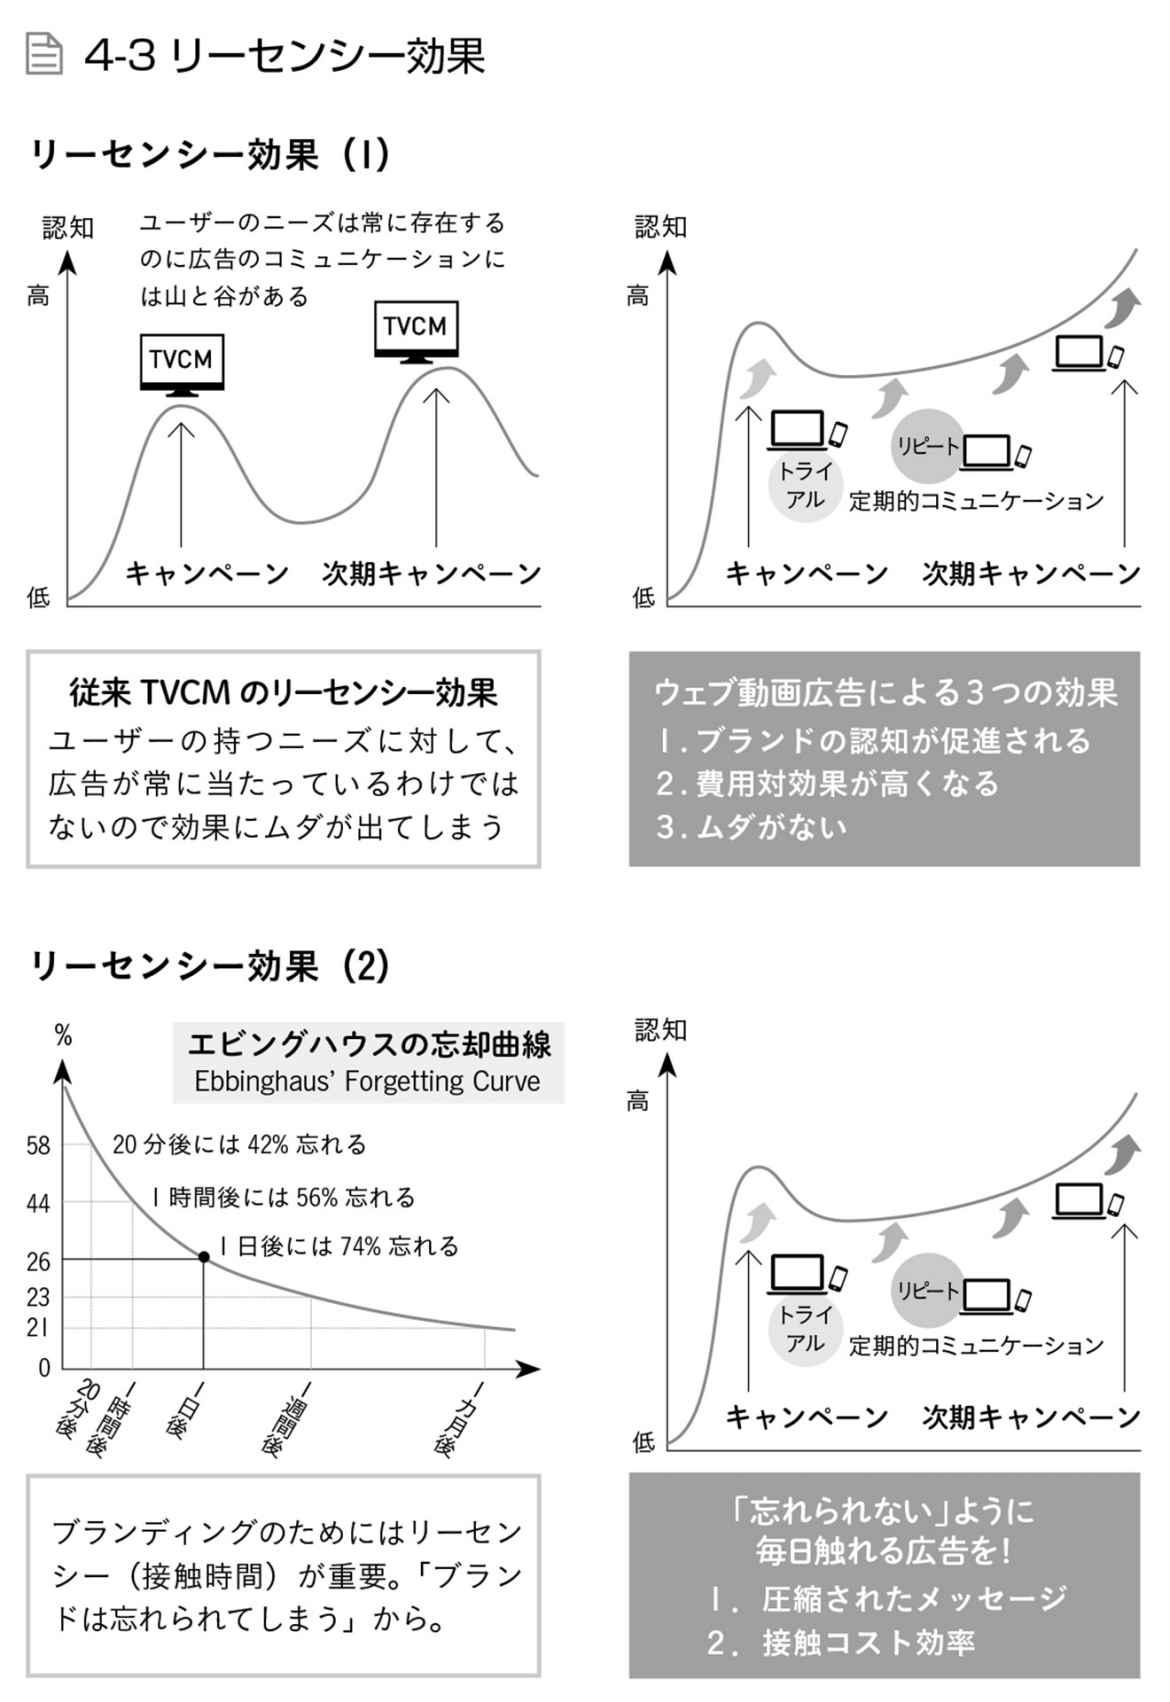 4-3 リーセンシー効果
リーセンシー効果（1）
認知
高
低
ユーザーのニーズは常に存在する
のに広告のコミュニケーションに
は山と谷がある
TVCM
TVCM
キャンペーン
次期キャンペーン
認知
高
低
トライ
アル
リピート
定期的コミュニケーション
キャンペーン
次期キャンペーン
従来 TVCM のリーセンシー効果
ユーザーの持つニーズに対して、
広告が常に当たっているわけでは
ないので効果にムダが出てしまう
ウェブ動画広告による３つの効果
1．ブランドの認知が促進される
2．費用対効果が高くなる
3．ムダがない
リーセンシー効果（2）
%
エビングハウスの忘却曲線
Ebbinghaus’ Forgetting Curve
58
20 分後には 42% 忘れる
44
1 時間後には 56% 忘れる
26
1 日後には 74% 忘れる
23
21
0
20分後
1時間後
1日後
1週間後
1カ月後
認知
高
低
トライ
アル
リピート
定期的コミュニケーション
キャンペーン
次期キャンペーン
ブランディングのためにはリーセン
シー（接触時間）が重要。「ブラン
ドは忘れられてしまう」から。
「忘れられない」ように
毎日触れる広告を！
1．圧縮されたメッセージ
2．接触コスト効率